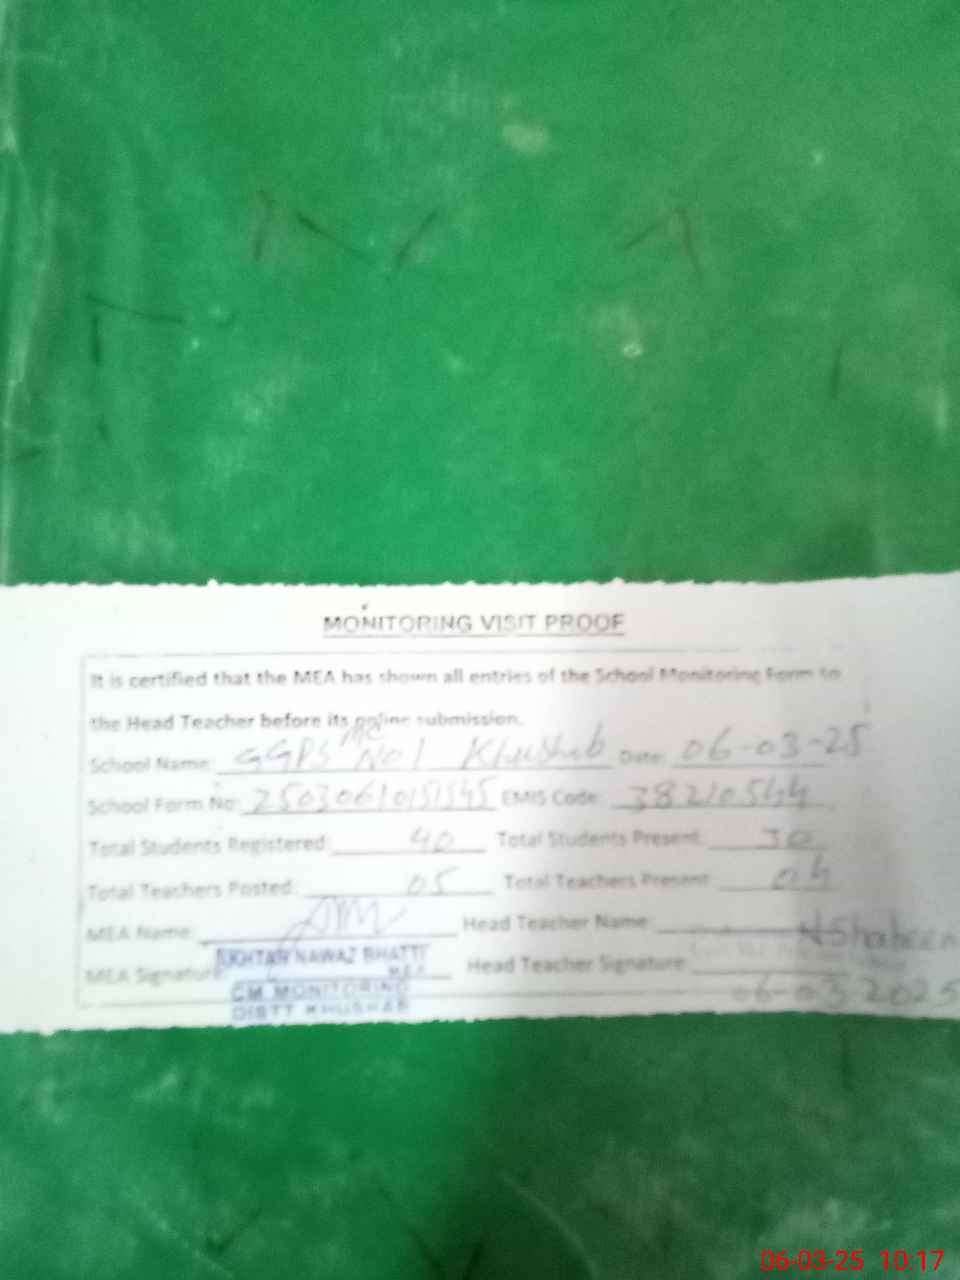 MONITORING VISIT PROOF
It is certified that the MEA has shown all entries of the School Monitoring Form to
the Head Teacher before its online submission.
School Name: GGPS MC No 1 Khushab Date: 06-03-25
School Form No: 25030610151545 EMIS Code: 38210544
Total Students Registered: 40 Total Students Present: 30
Total Teachers Posted: 05 Total Teachers Present: 04
MEA Name: Head Teacher Name: N Shaheen
MEA Signature: NAWAZ BHATTI Head Teacher Signature:
MEA
CM MONITORING 06-03-2025
DISTT KHUSHAB
06-03-25 10:17